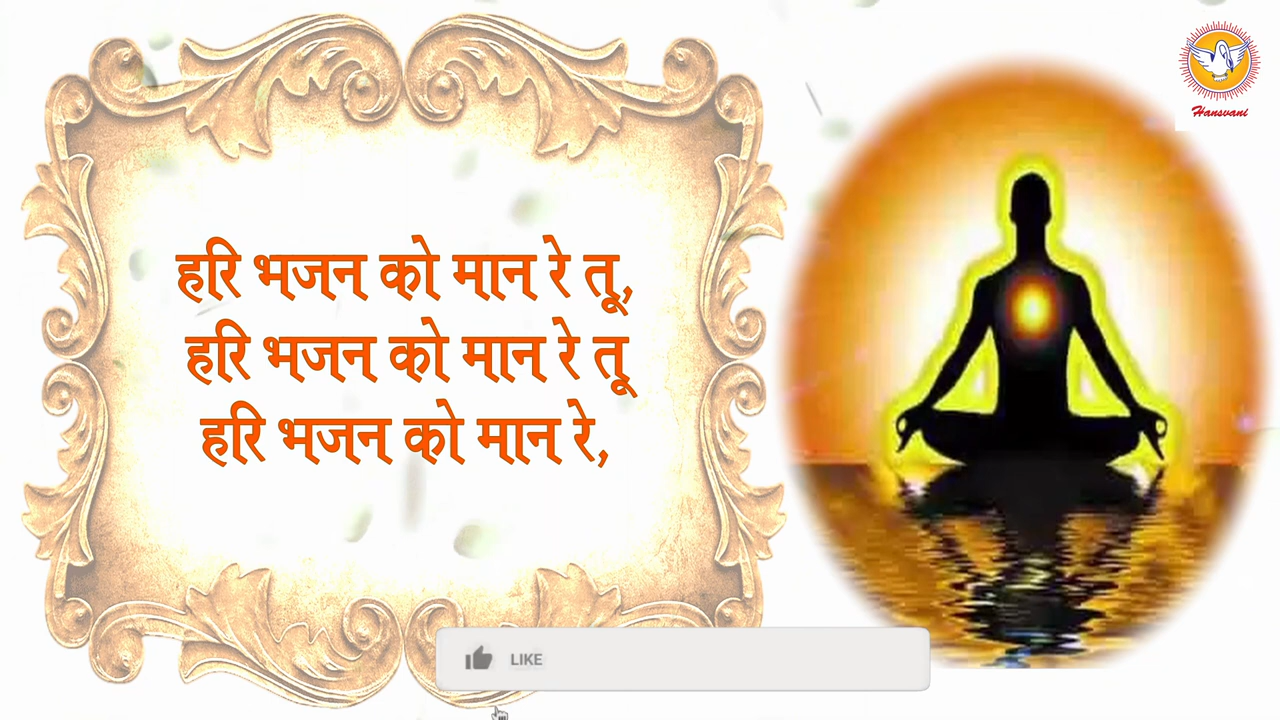 हरि भजन को मान रे तू,
हरि भजन को मान रे तू
हरि भजन को मान रे,
Hansvani
LIKE